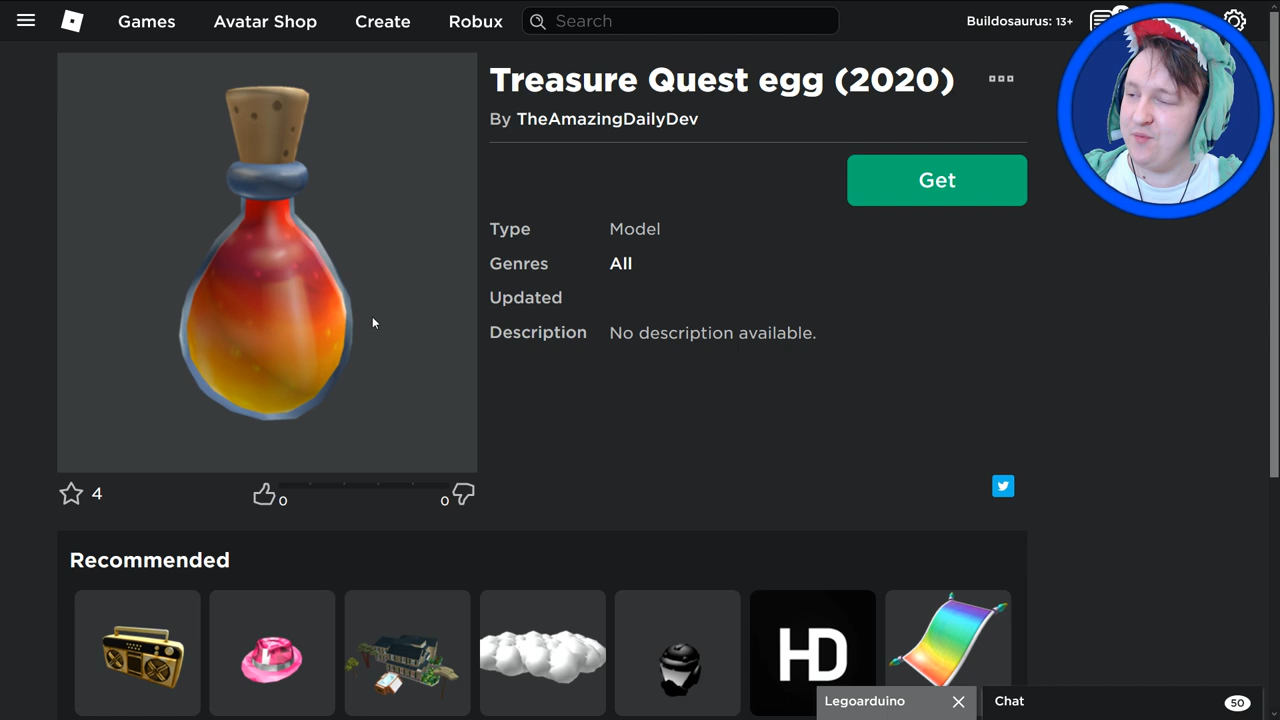 Games
Avatar Shop
Create
Robux
Search
Buildosaurus: 13+
Treasure Quest egg (2020)
By TheAmazingDailyDev
Get
Type Model
Genres All
Updated
Description No description available.
4
0
0
Recommended
HD
Legoarduino
Chat
50